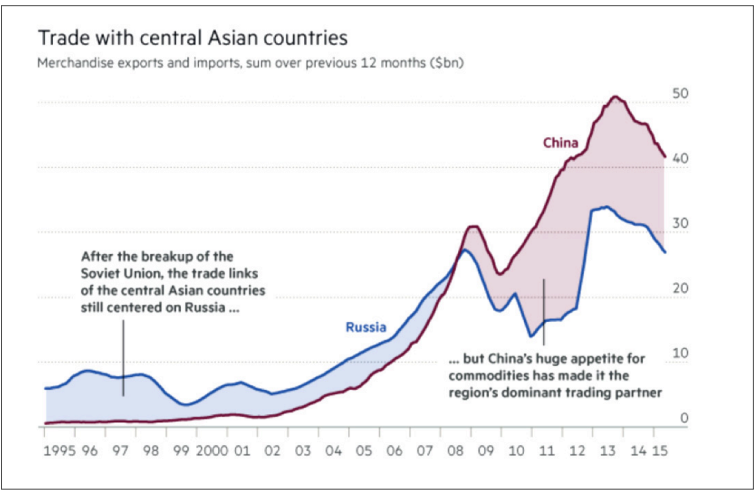 Trade with central Asian countries
Merchandise exports and imports, sum over previous 12 months ($bn)
50
China
40
30
After the breakup of the
Soviet Union, the trade links
of the central Asian countries
still centered on Russia ...
20
Russia
... but China's huge appetite for
commodities has made it the
region's dominant trading partner
10
0
1995 96 97 98 99 2000 01 02 03 04 05 06 07 08 09 10 11 12 13 14 15